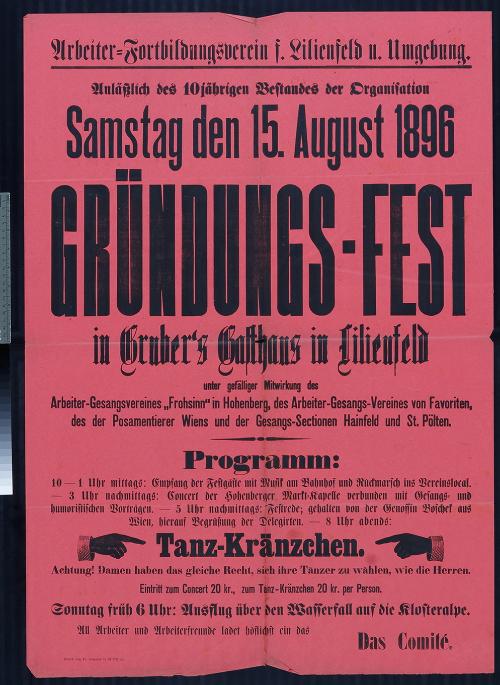 Arbeiter-Fortbildungsverein f. Lilienfeld u. Umgebung.
Anläßlich des 10jährigen Bestandes der Organisation
Samstag den 15. August 1896
GRÜNDUNGS-FEST
in Gruber's Gasthaus in Lilienfeld
unter gefälliger Mitwirkung des
Arbeiter-Gesangsvereines „Frohsinn" in Hohenberg, des Arbeiter-Gesangs-Vereines von Favoriten,
des der Posamentierer Wiens und der Gesangs-Sectionen Hainfeld und St. Pölten.
Programm:
10 — 1 Uhr mittags: Empfang der Festgäste mit Musik am Bahnhof und Rückmarsch ins Vereinslocal.
— 3 Uhr nachmittags: Concert der Hohenberger Markt-Kapelle verbunden mit Gesangs- und
humoristischen Vorträgen. — 5 Uhr nachmittags: Festrede; gehalten von der Genossin Boschek aus
Wien, hierauf Begrüßung der Delegirten. — 8 Uhr abends:
Tanz-Kränzchen.
Achtung! Damen haben das gleiche Recht, sich ihre Tänzer zu wählen, wie die Herren.
Eintritt zum Concert 20 kr., zum Tanz-Kränzchen 20 kr. per Person.
Sonntag früh 6 Uhr: Ausflug über den Wasserfall auf die Klosteralpe.
All Arbeiter und Arbeiterfreunde ladet höflichst ein das
Das Comité.